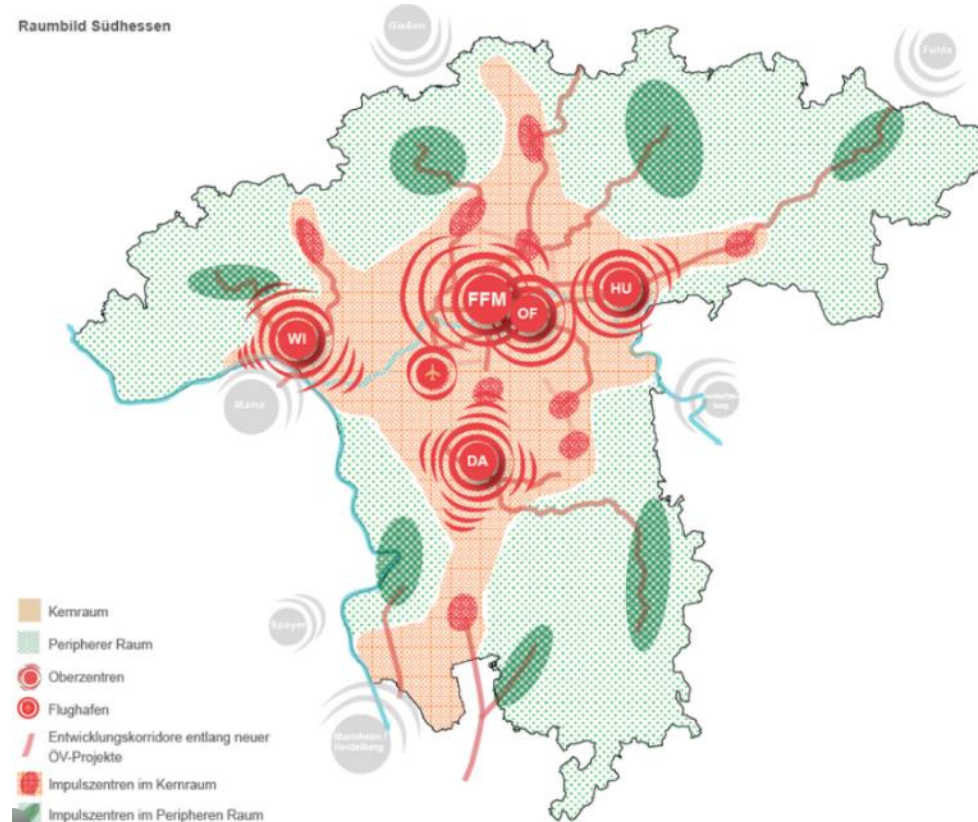 Raumbild Südhessen
Gießen
Fulda
FFM
OF
HU
WI
Mainz
DA
Speyer
Mannheim /
Heidelberg
Kernraum
Peripherer Raum
Oberzentren
Flughafen
Entwicklungskorridore entlang neuer
ÖV-Projekte
Impulszentren im Kernraum
Impulszentren im Peripheren Raum